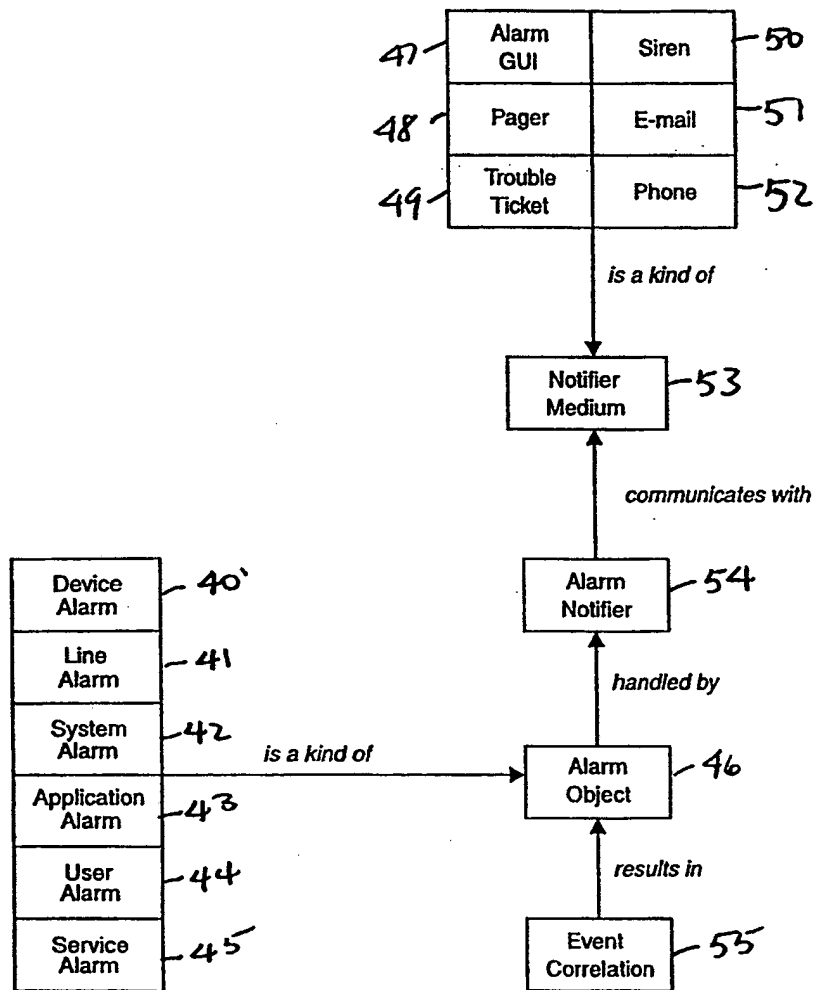 47
Alarm
GUI
Siren
50
48
Pager
E-mail
51
49
Trouble
Ticket
Phone
52
is a kind of
Notifier
Medium
53
communicates with
Device
Alarm
40'
Alarm
Notifier
54
Line
Alarm
41
handled by
System
Alarm
42
is a kind of
Alarm
Object
46
Application
Alarm
43
User
Alarm
44
results in
Service
Alarm
45
Event
Correlation
55